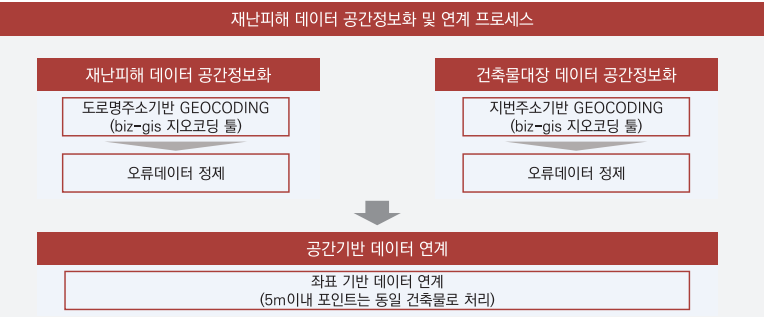 재난피해 데이터 공간정보화 및 연계 프로세스
재난피해 데이터 공간정보화
도로명주소기반 GEOCODING
(biz-gis 지오코딩 툴)
오류데이터 정제
건축물대장 데이터 공간정보화
지번주소기반 GEOCODING
(biz-gis 지오코딩 툴)
오류데이터 정제
공간기반 데이터 연계
좌표 기반 데이터 연계
(5m이내 포인트는 동일 건축물로 처리)